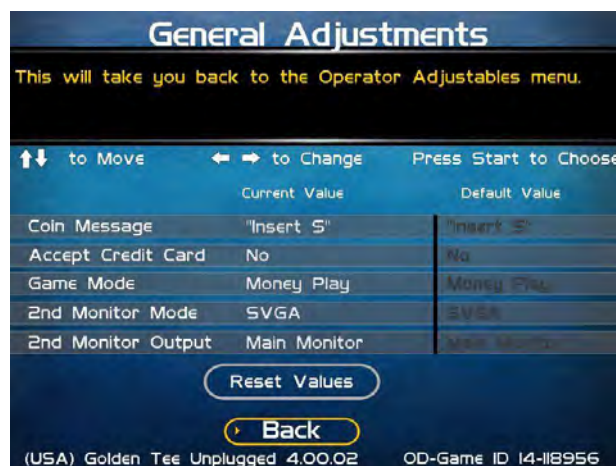 General Adjustments
This will take you back to the Operator Adjustables menu.
to Move to Change Press Start to Choose
Current Value Default Value
Coin Message "Insert $" "Insert $"
Accept Credit Card No No
Game Mode Money Play Money Play
2nd Monitor Mode SVGA SVGA
2nd Monitor Output Main Monitor Main Monitor
Reset Values
Back
(USA) Golden Tee Unplugged 4.00.02 OD-Game ID 14-118956